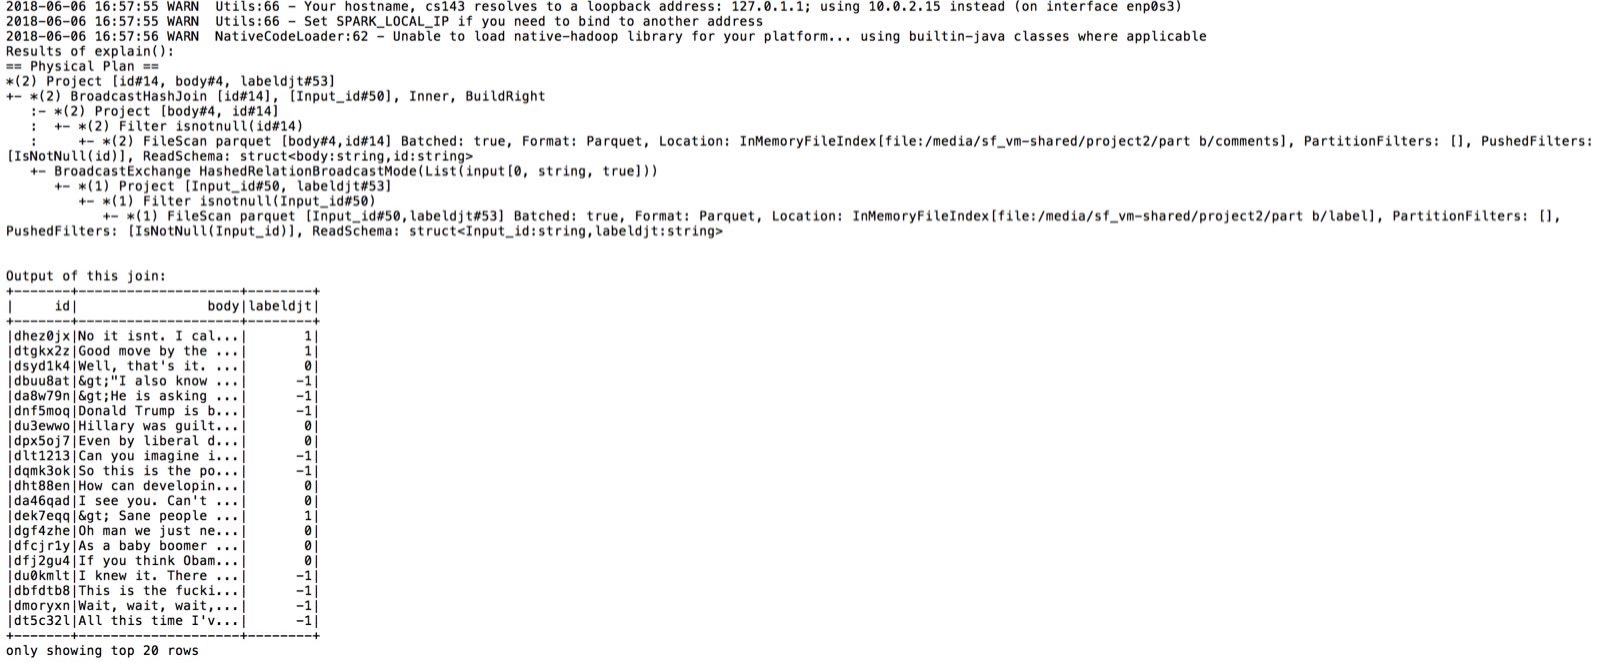 2018-06-06 16:57:55 WARN  Utils:66 - Your hostname, cs143 resolves to a loopback address: 127.0.1.1; using 10.0.2.15 instead (on interface enp0s3)
2018-06-06 16:57:55 WARN  Utils:66 - Set SPARK_LOCAL_IP if you need to bind to another address
2018-06-06 16:57:56 WARN  NativeCodeLoader:62 - Unable to load native-hadoop library for your platform... using builtin-java classes where applicable
Results of explain():
== Physical Plan ==
*(2) Project [id#14, body#4, labeldjt#53]
+- *(2) BroadcastHashJoin [id#14], [Input_id#50], Inner, BuildRight
   :- *(2) Project [body#4, id#14]
   :  +- *(2) Filter isnotnull(id#14)
   :     +- *(2) FileScan parquet [body#4,id#14] Batched: true, Format: Parquet, Location: InMemoryFileIndex[file:/media/sf_vm-shared/project2/part b/comments], PartitionFilters: [], PushedFilters:
[IsNotNull(id)], ReadSchema: struct<body:string,id:string>
   +- BroadcastExchange HashedRelationBroadcastMode(List(input[0, string, true]))
      +- *(1) Project [Input_id#50, labeldjt#53]
         +- *(1) Filter isnotnull(Input_id#50)
            +- *(1) FileScan parquet [Input_id#50,labeldjt#53] Batched: true, Format: Parquet, Location: InMemoryFileIndex[file:/media/sf_vm-shared/project2/part b/label], PartitionFilters: [],
PushedFilters: [IsNotNull(Input_id)], ReadSchema: struct<Input_id:string,labeldjt:string>
Output of this join:
+-------+--------------------+--------+
|     id|                body|labeldjt|
+-------+--------------------+--------+
|dhez0jx|No it isnt. I cal...|       1|
|dtgkx2z|Good move by the ...|       1|
|dsyd1k4|Well, that's it. ...|       0|
|dbuu8at|&gt;"I also know ...|      -1|
|da8w79n|&gt;He is asking ...|      -1|
|dnf5moq|Donald Trump is b...|      -1|
|du3ewwo|Hillary was guilt...|       0|
|dpx5oj7|Even by liberal d...|       0|
|dlt1213|Can you imagine i...|      -1|
|dqmk3ok|So this is the po...|      -1|
|dht88en|How can developin...|       0|
|da46qad|I see you. Can't ...|       0|
|dek7eqq|&gt; Sane people ...|       1|
|dgf4zhe|Oh man we just ne...|       0|
|dfcjr1y|As a baby boomer ...|       0|
|dfj2gu4|If you think Obam...|       0|
|du0kmlt|I knew it. There ...|      -1|
|dbfdtb8|This is the fucki...|      -1|
|dmoryxn|Wait, wait, wait,...|      -1|
|dt5c32l|All this time I'v...|      -1|
+-------+--------------------+--------+
only showing top 20 rows